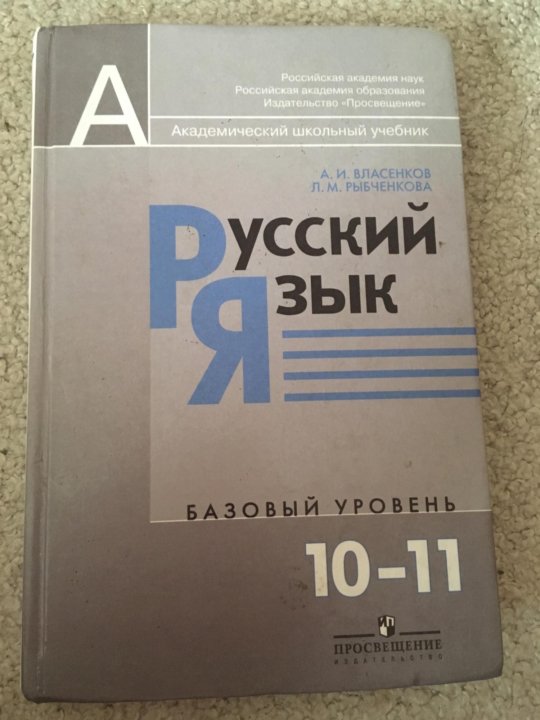 А
Российская академия наук
Российская академия образования
Издательство «Просвещение»
Академический школьный учебник
А. И. ВЛАСЕНКОВ
Л. М. РЫБЧЕНКОВА
Русский
Язык
БАЗОВЫЙ УРОВЕНЬ
10–11
ПРОСВЕЩЕНИЕ
ИЗДАТЕЛЬСТВО